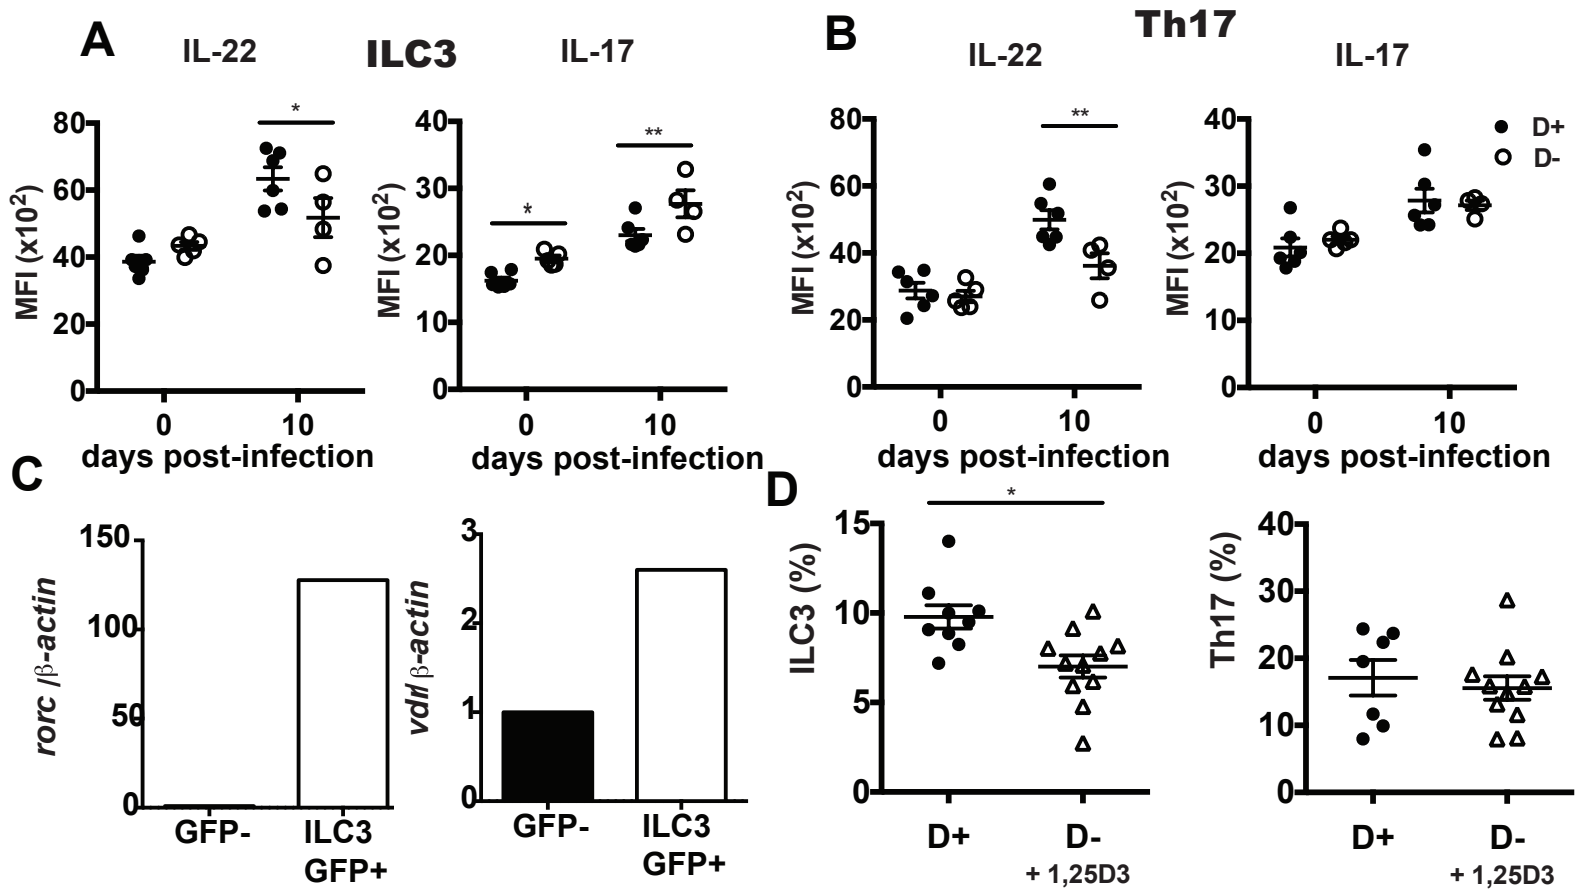 A
ILC3
IL-22
IL-17
*
80
60
40
20
0
MFI (x10²)
0
10
days post-infection
*
**
40
30
20
10
0
MFI (x10²)
0
10
days post-infection
B
Th17
IL-22
IL-17
**
80
60
40
20
0
MFI (x10²)
0
10
days post-infection
40
30
20
10
0
MFI (x10²)
0
10
days post-infection
D+
D-
C
150
100
50
0
rorc /β-actin
GFP-
ILC3
GFP+
3
2
1
0
vdr/β-actin
GFP-
ILC3
GFP+
D
*
15
10
5
0
ILC3 (%)
D+
D-
+ 1,25D3
40
30
20
10
0
Th17 (%)
D+
D-
+ 1,25D3